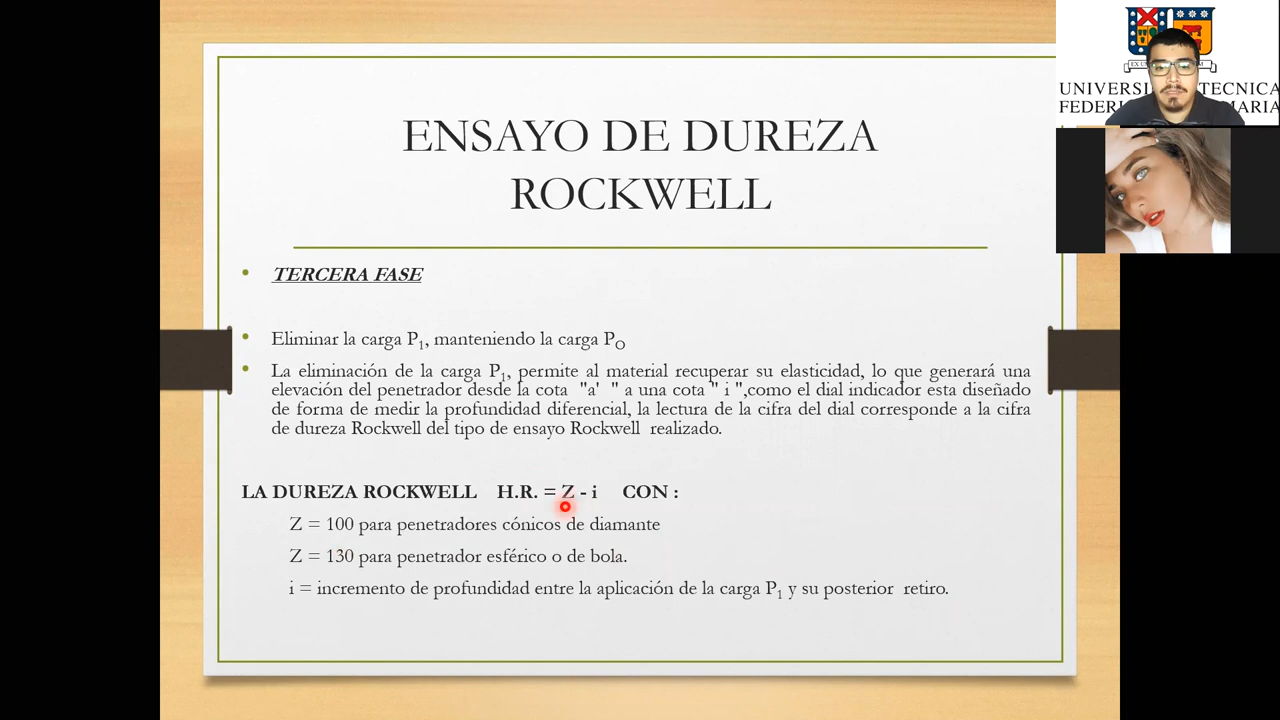 ENSAYO DE DUREZA
ROCKWELL
• TERCERA FASE
• Eliminar la carga P1, manteniendo la carga PO
• La eliminación de la carga P1, permite al material recuperar su elasticidad, lo que generará una
elevación del penetrador desde la cota "a' " a una cota " i ",como el dial indicador esta diseñado
de forma de medir la profundidad diferencial, la lectura de la cifra del dial corresponde a la cifra
de dureza Rockwell del tipo de ensayo Rockwell realizado.
LA DUREZA ROCKWELL H.R. = Z - i CON :
Z = 100 para penetradores cónicos de diamante
Z = 130 para penetrador esférico o de bola.
i = incremento de profundidad entre la aplicación de la carga P1 y su posterior retiro.